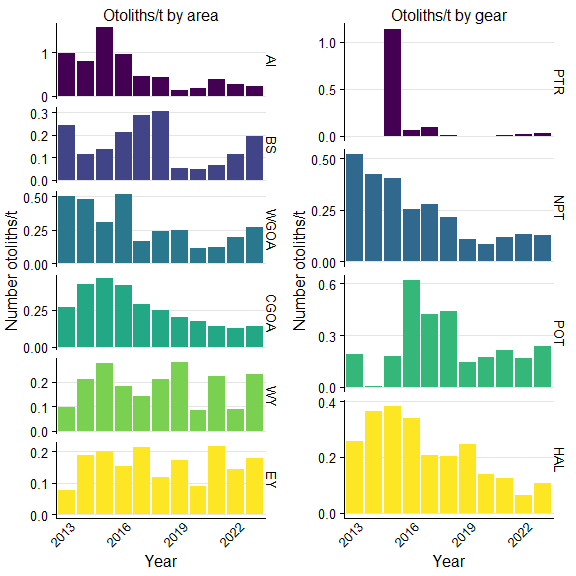 Otoliths/t by area
Number otoliths/t
1
0
AI
0.3
0.2
0.1
0.0
BS
0.50
0.25
0.00
WGOA
0.25
0.00
CGOA
0.2
0.1
0.0
WY
0.2
0.1
0.0
EY
2013
2016
2019
2022
Year
Otoliths/t by gear
Number otoliths/t
1.0
0.5
0.0
PTR
0.50
0.25
0.00
NPT
0.6
0.3
0.0
POT
0.4
0.2
0.0
HAL
2013
2016
2019
2022
Year